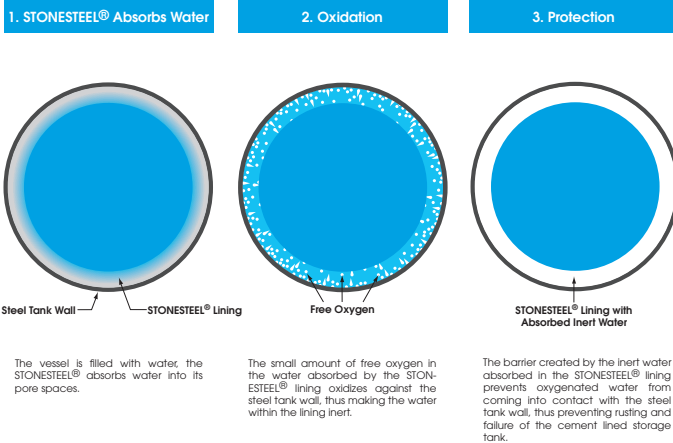 1. STONESTEEL® Absorbs Water
2. Oxidation
3. Protection
Steel Tank Wall
STONESTEEL® Lining
Free Oxygen
STONESTEEL® Lining with
Absorbed Inert Water
The vessel is filled with water, the
STONESTEEL® absorbs water into its
pore spaces.
The small amount of free oxygen in
the water absorbed by the STON-
ESTEEL® lining oxidizes against the
steel tank wall, thus making the water
within the lining inert.
The barrier created by the inert water
absorbed in the STONESTEEL® lining
prevents oxygenated water from
coming into contact with the steel
tank wall, thus preventing rusting and
failure of the cement lined storage
tank.